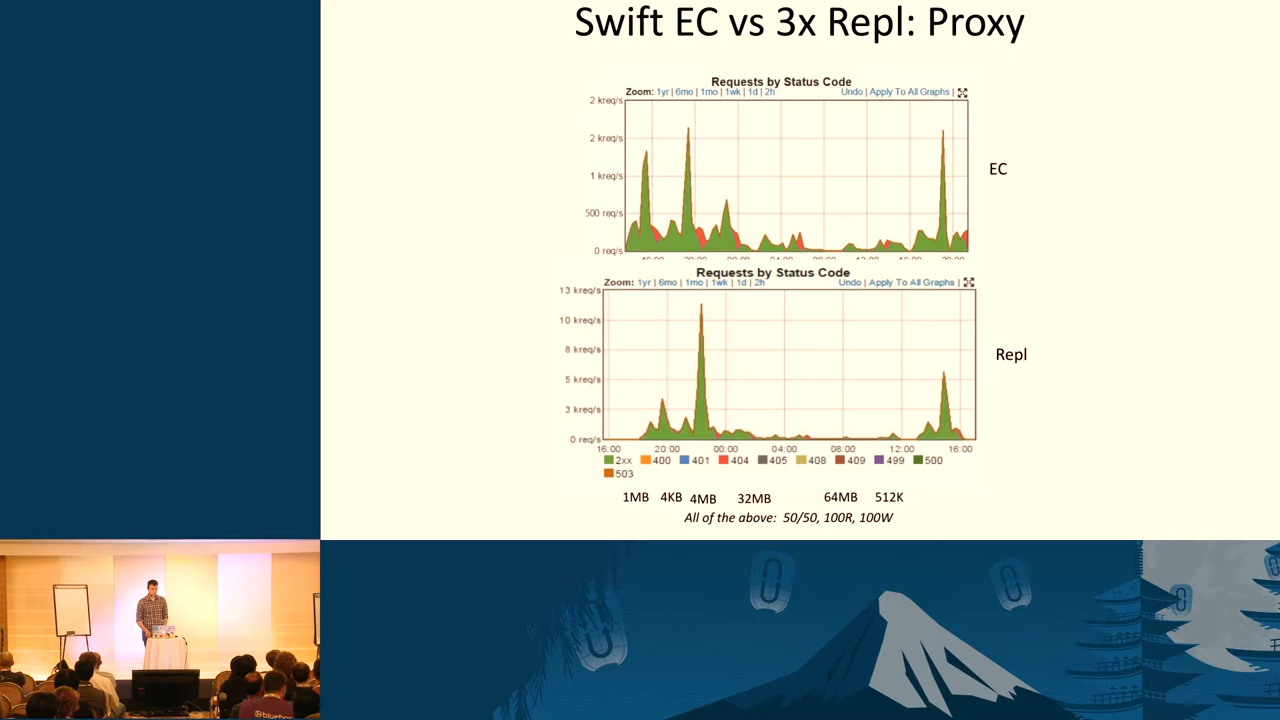 Swift EC vs 3x Repl: Proxy
Requests by Status Code
Zoom: 1yr | 6mo | 1mo | 1wk | 1d | 2h
Undo | Apply To All Graphs |
2 kreq/s
2 kreq/s
1 kreq/s
500 req/s
0 req/s
EC
Requests by Status Code
Zoom: 1yr | 6mo | 1mo | 1wk | 1d | 2h
Undo | Apply To All Graphs |
13 kreq/s
10 kreq/s
8 kreq/s
5 kreq/s
3 kreq/s
0 req/s
Repl
16:00 20:00 00:00 04:00 08:00 12:00 16:00
2xx 400 401 404 405 408 409 499 500
503
1MB 4KB 4MB 32MB 64MB 512K
All of the above: 50/50, 100R, 100W